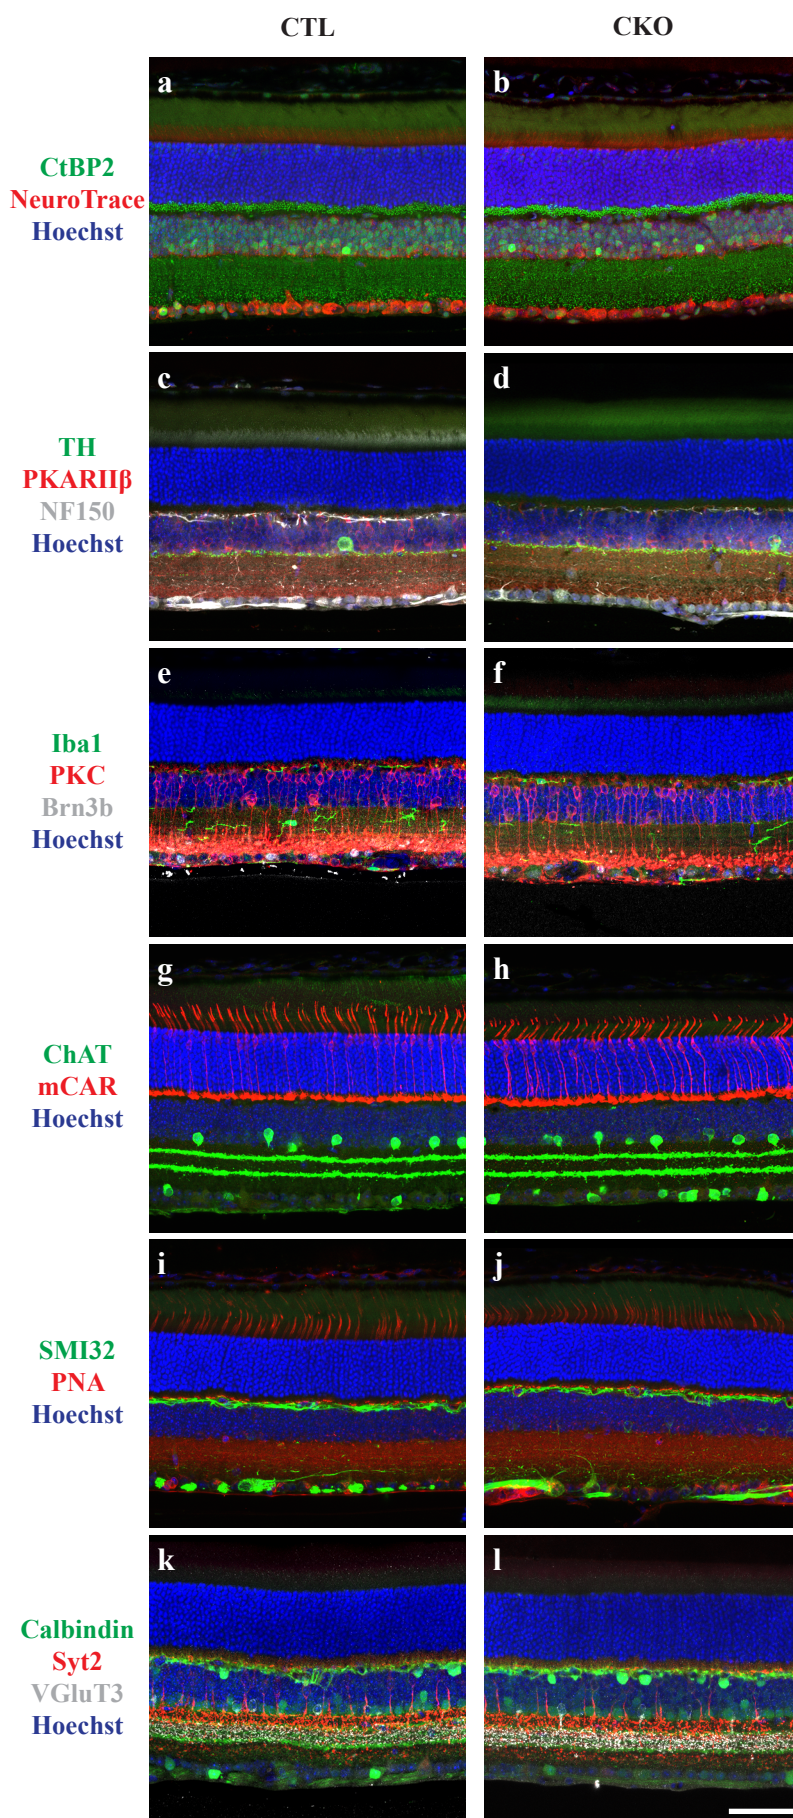 CTL CKO
a b
CtBP2
NeuroTrace
Hoechst
c d
TH
PKARIIβ
NF150
Hoechst
e f
Iba1
PKC
Brn3b
Hoechst
g h
ChAT
mCAR
Hoechst
i j
SMI32
PNA
Hoechst
k l
Calbindin
Syt2
VGluT3
Hoechst